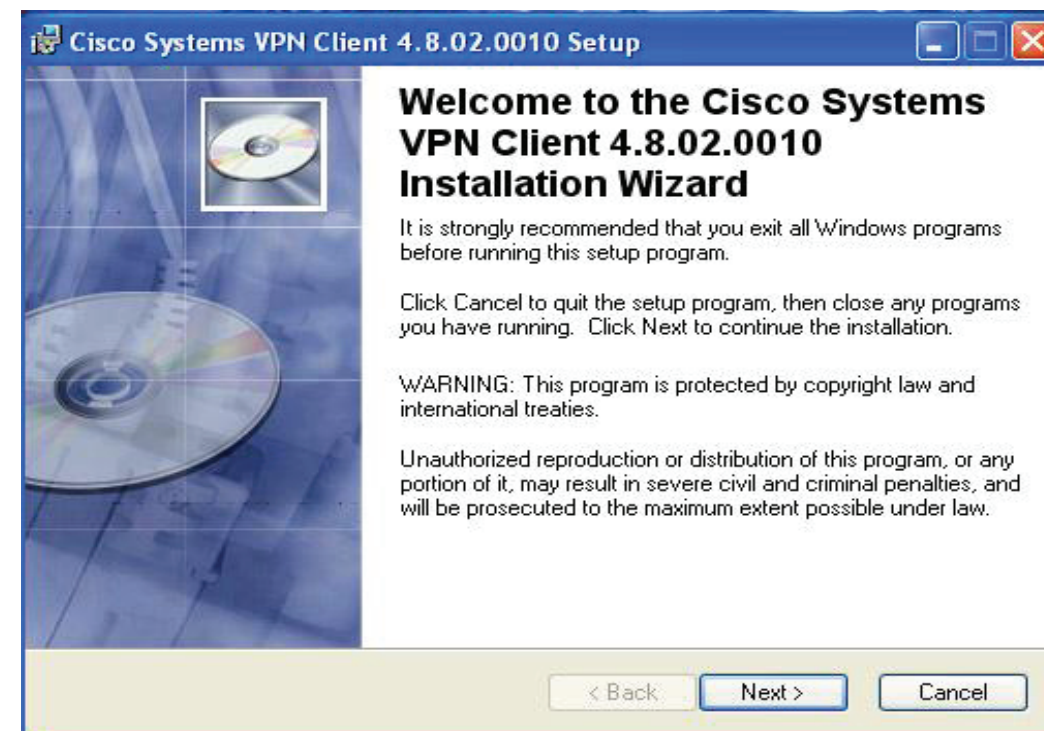 Cisco Systems VPN Client 4.8.02.0010 Setup
Welcome to the Cisco Systems
VPN Client 4.8.02.0010
Installation Wizard
It is strongly recommended that you exit all Windows programs
before running this setup program.
Click Cancel to quit the setup program, then close any programs
you have running. Click Next to continue the installation.
WARNING: This program is protected by copyright law and
international treaties.
Unauthorized reproduction or distribution of this program, or any
portion of it, may result in severe civil and criminal penalties, and
will be prosecuted to the maximum extent possible under law.
< Back Next > Cancel